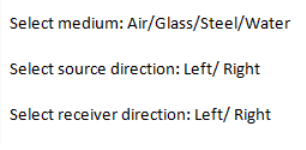 Select medium: Air/Glass/Steel/Water
Select source direction: Left/ Right
Select receiver direction: Left/ Right